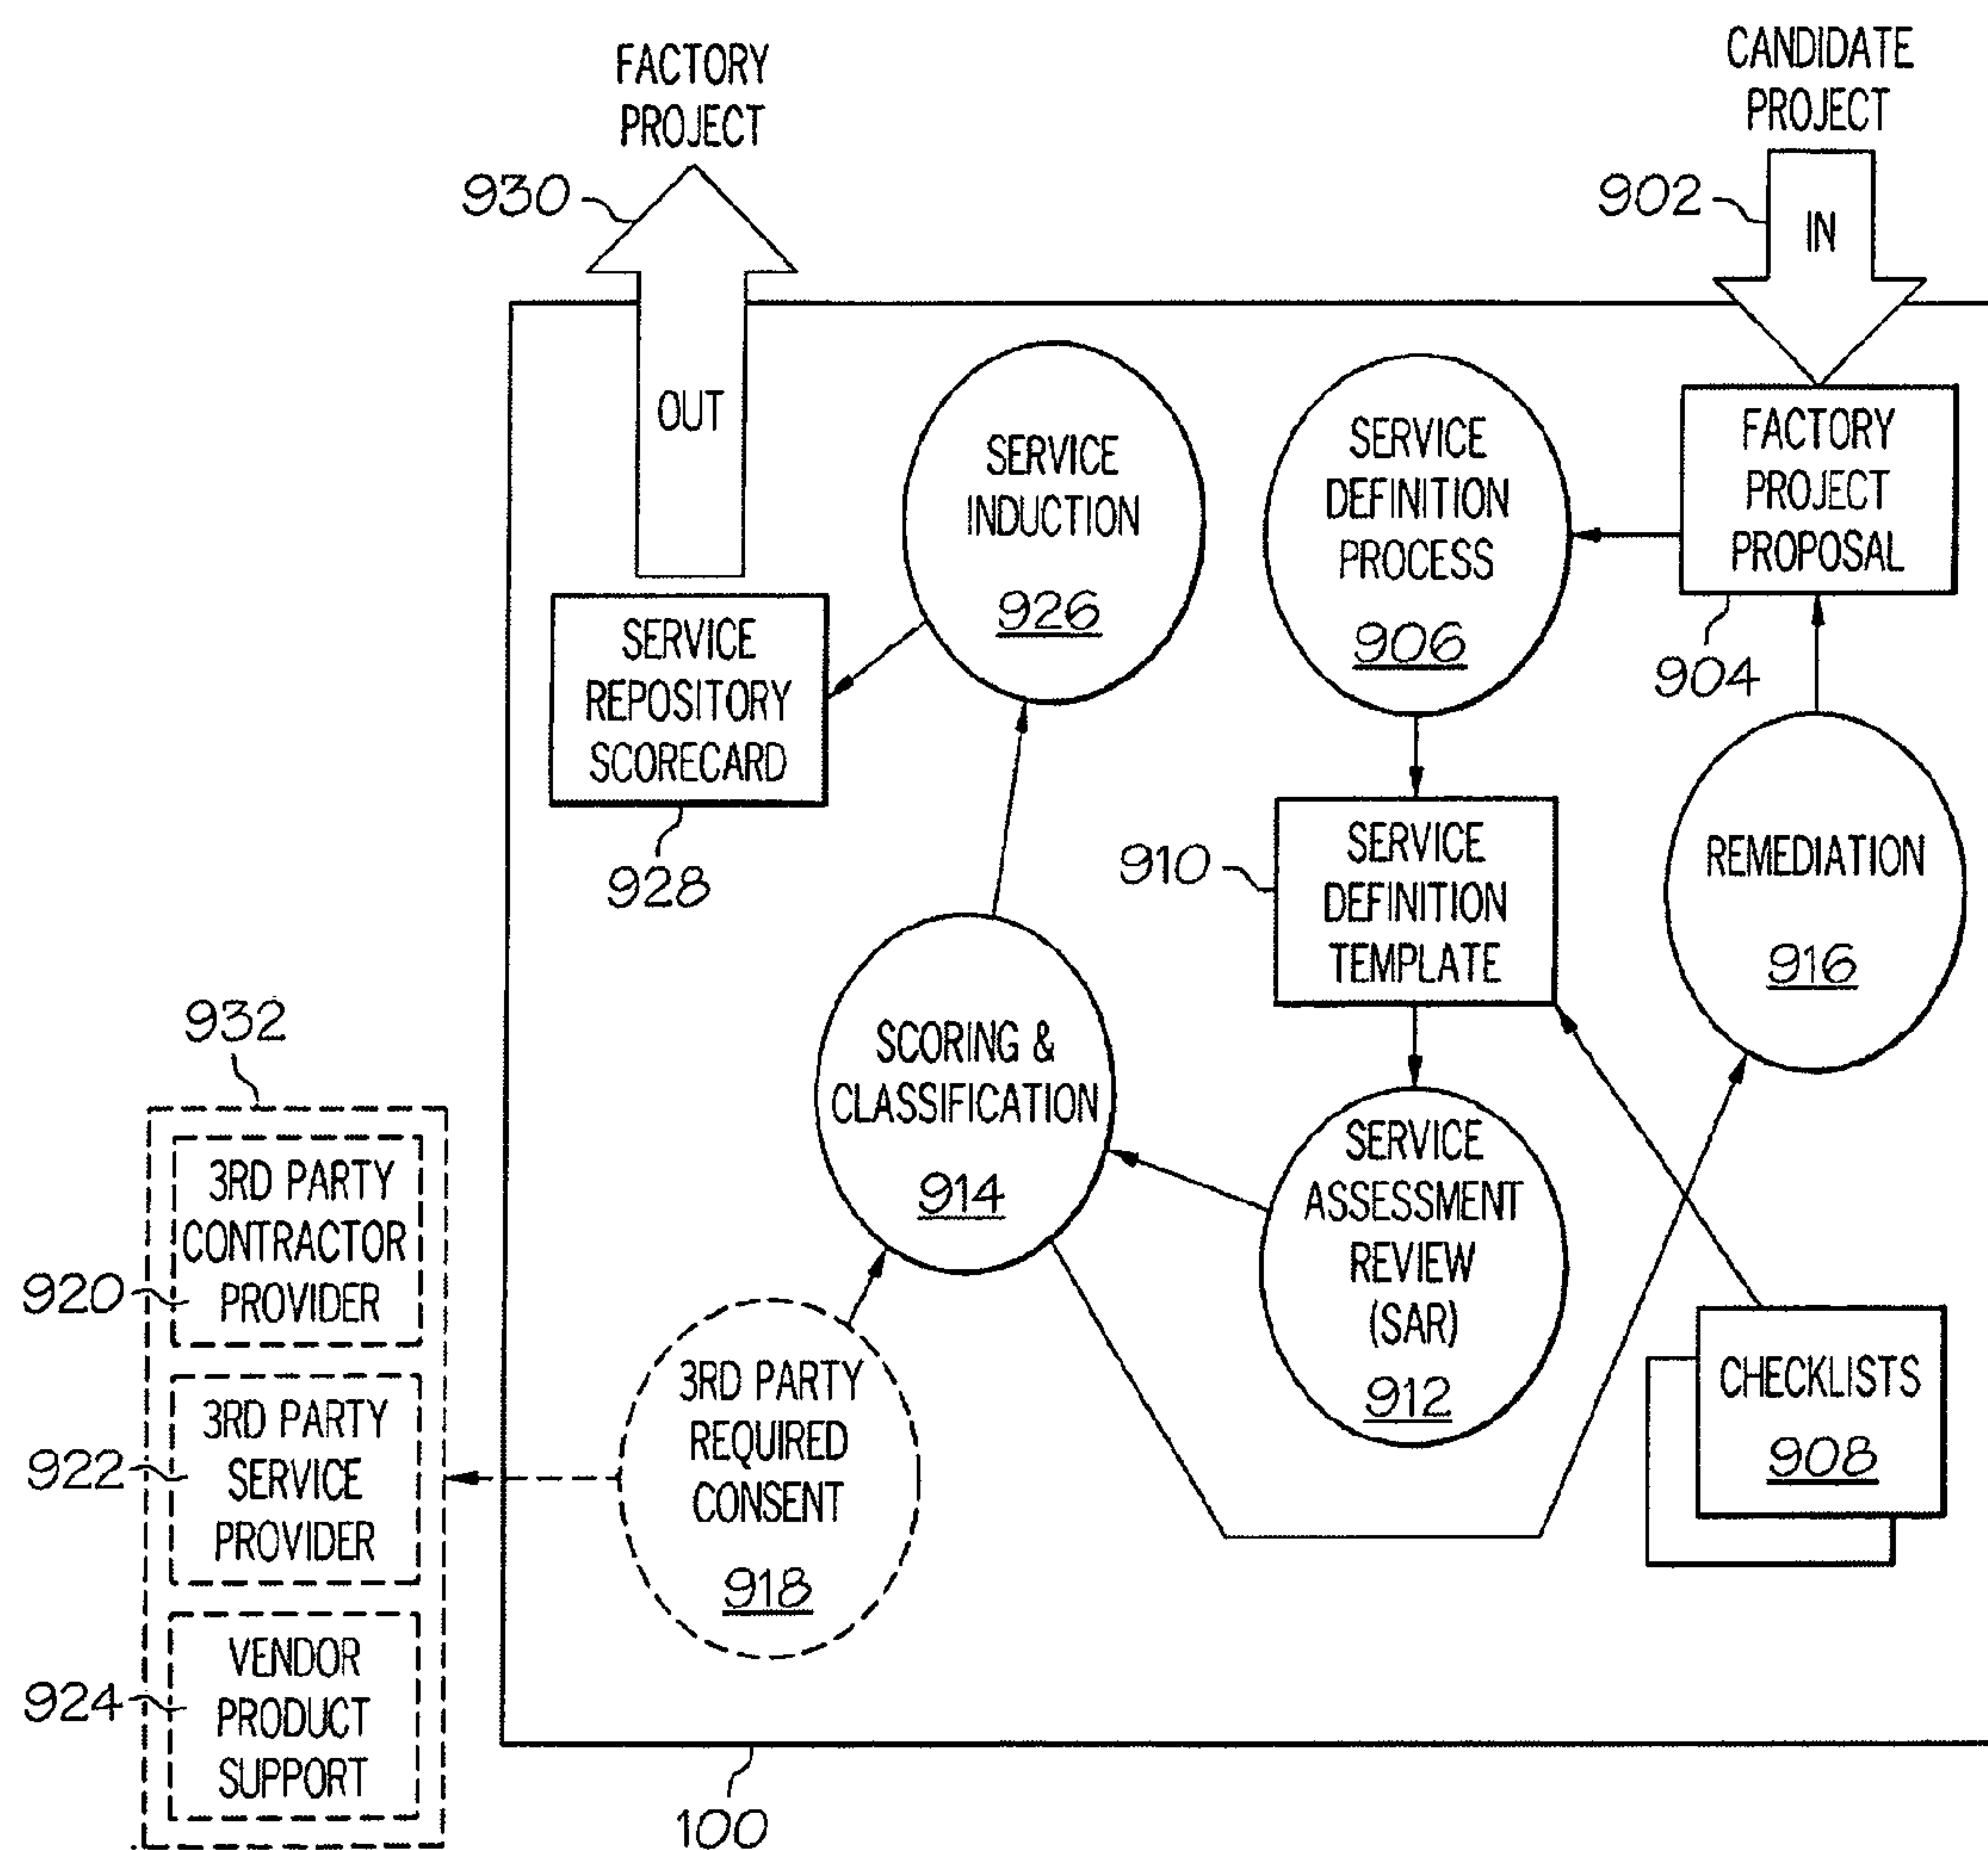 FACTORY
PROJECT
930
OUT
CANDIDATE
PROJECT
902
IN
FACTORY
PROJECT
PROPOSAL
904
SERVICE
DEFINITION
PROCESS
906
SERVICE
INDUCTION
926
SERVICE
REPOSITORY
SCORECARD
928
910
SERVICE
DEFINITION
TEMPLATE
REMEDIATION
916
SCORING &
CLASSIFICATION
914
SERVICE
ASSESSMENT
REVIEW
(SAR)
912
CHECKLISTS
908
3RD PARTY
REQUIRED
CONSENT
918
932
3RD PARTY
CONTRACTOR
PROVIDER
920
3RD PARTY
SERVICE
PROVIDER
922
VENDOR
PRODUCT
SUPPORT
924
100